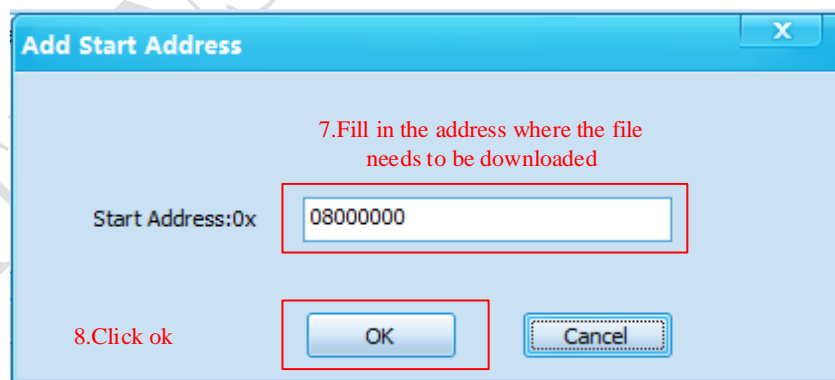 Add Start Address
X
7.Fill in the address where the file
needs to be downloaded
Start Address:0x
08000000
8.Click ok
OK
Cancel